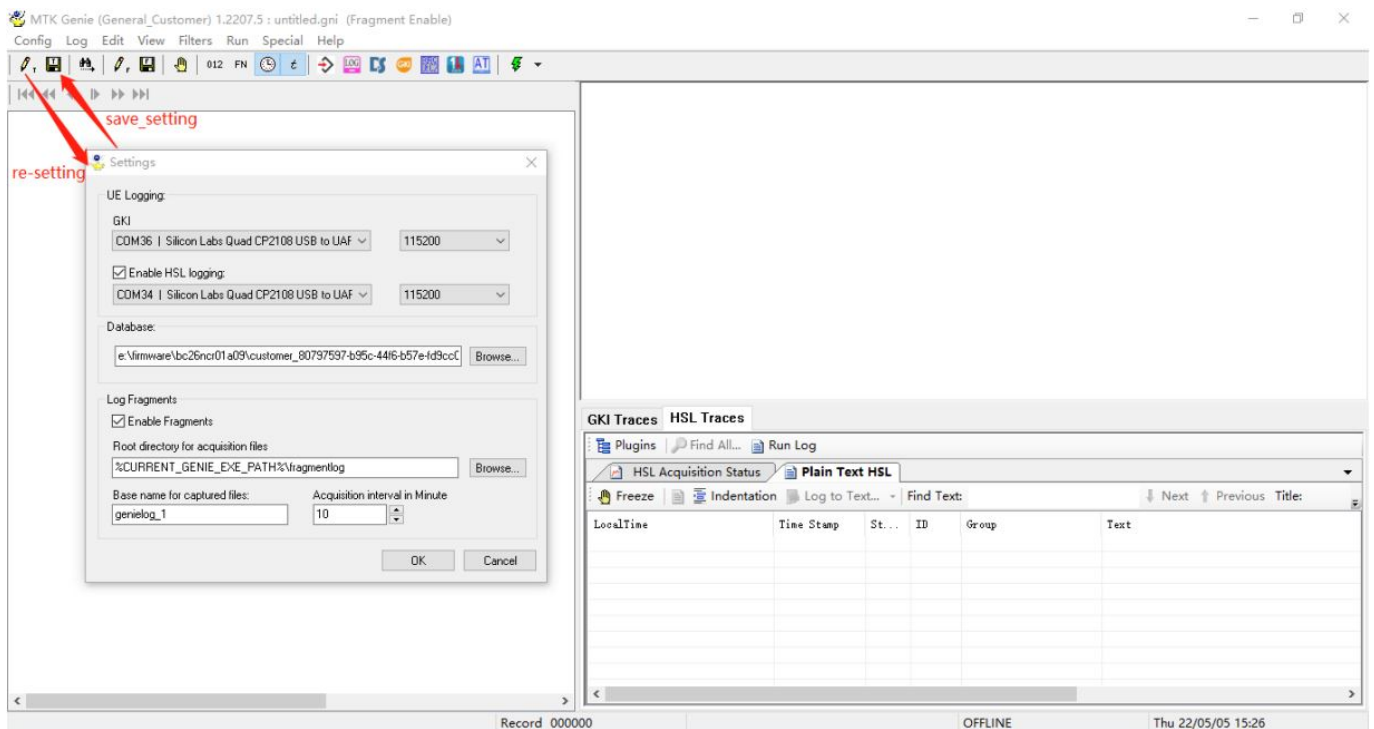 MTK Genie (General_Customer) 1.2207.5 : untitled.gni (Fragment Enable)
Config Log Edit View Filters Run Special Help
012 FN t LOG AT
save_setting
re-setting
Settings
UE Logging:
GKI
COM36 | Silicon Labs Quad CP2108 USB to UAF 115200
Enable HSL logging:
COM34 | Silicon Labs Quad CP2108 USB to UAF 115200
Database:
e:\firmware\bc26ncr01a09\customer_80797597-b95c-44f6-b57e-fd9cc0 Browse...
Log Fragments
Enable Fragments
Root directory for acquisition files
%CURRENT_GENIE_EXE_PATH%\fragmentlog Browse...
Base name for captured files: Acquisition interval in Minute
genielog_1 10
OK Cancel
GKI Traces HSL Traces
Plugins Find All... Run Log
HSL Acquisition Status Plain Text HSL
Freeze Indentation Log to Text... Find Text: Next Previous Title:
LocalTime Time Stamp St... ID Group Text
Record 000000 OFFLINE Thu 22/05/05 15:26